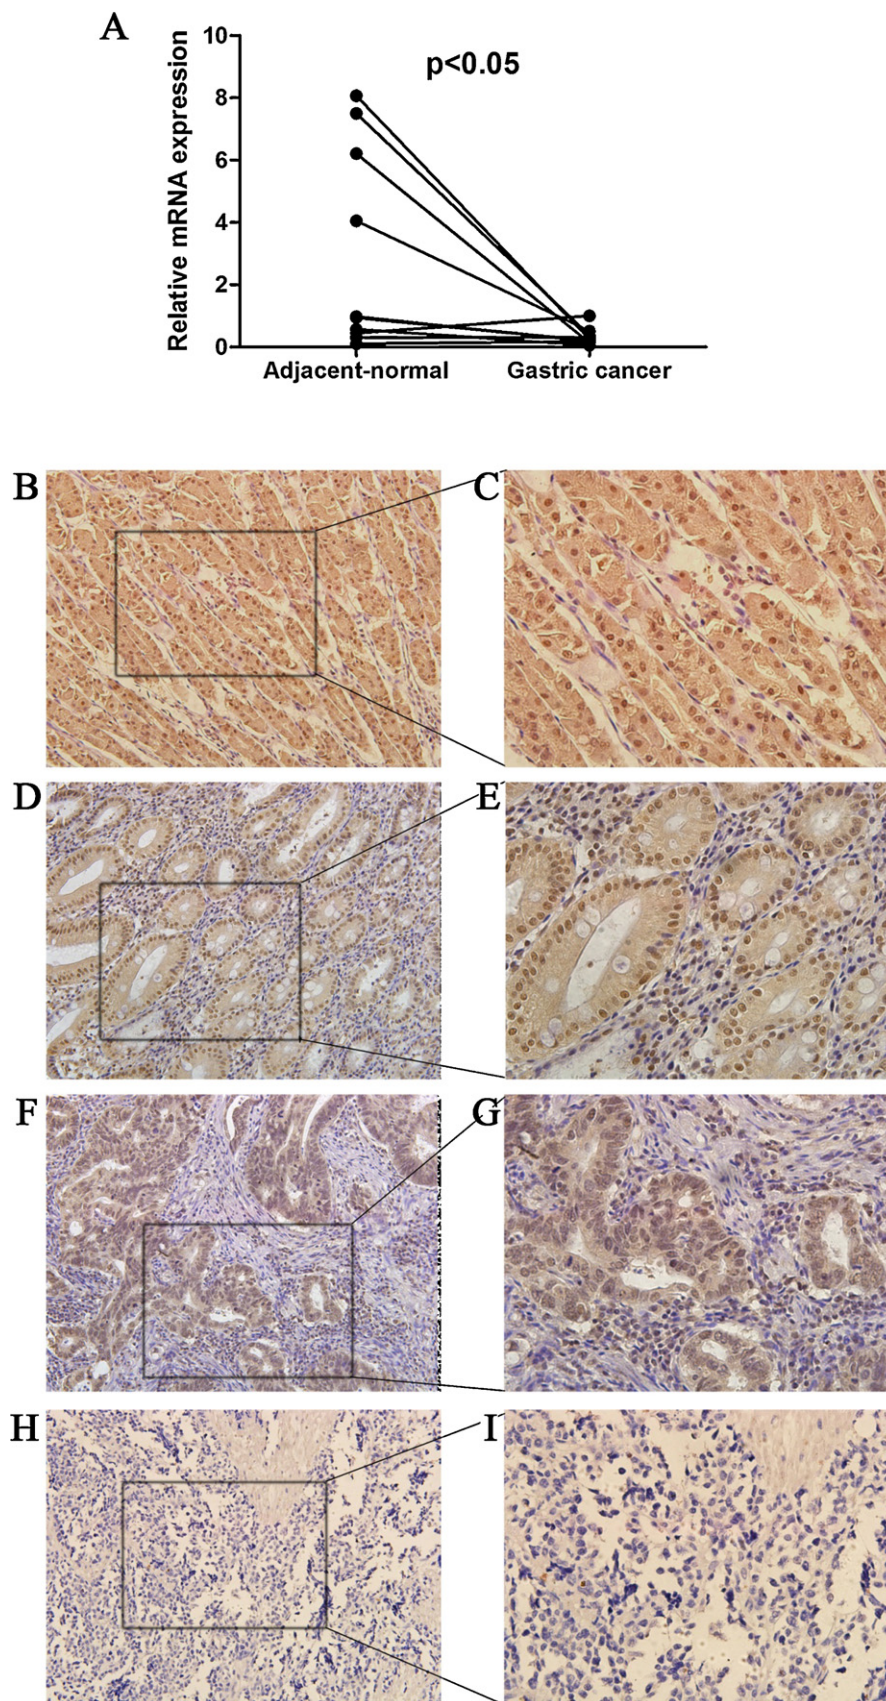 A
10
8
6
4
2
0
Relative mRNA expression
p<0.05
Adjacent-normal Gastric cancer
B C
D E
F G
H I